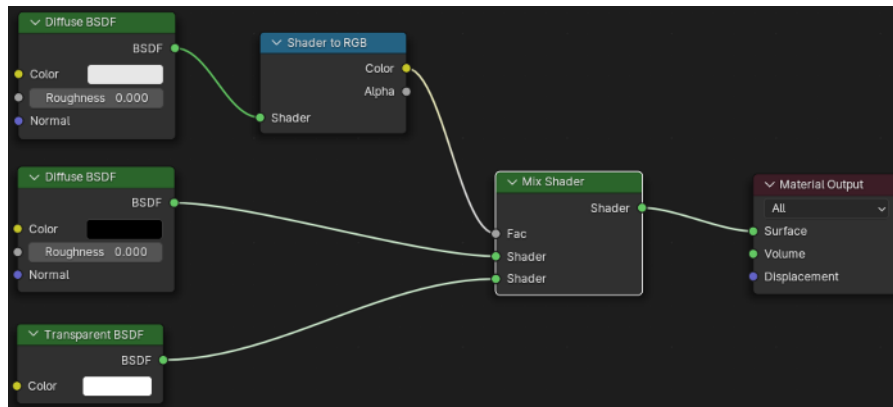 Diffuse BSDF
BSDF
Color
Roughness 0.000
Normal
Shader to RGB
Color
Alpha
Shader
Diffuse BSDF
BSDF
Color
Roughness 0.000
Normal
Transparent BSDF
BSDF
Color
Mix Shader
Shader
Fac
Shader
Shader
Material Output
All
Surface
Volume
Displacement